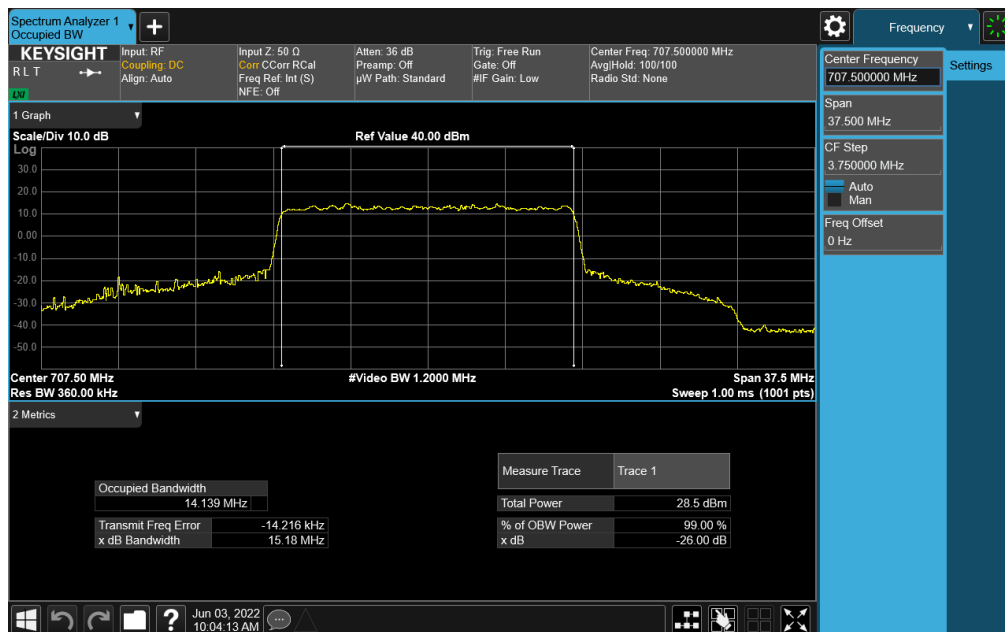 Spectrum Analyzer 1
Occupied BW
Frequency
KEYSIGHT
R L T
LXI
Input: RF
Coupling: DC
Align: Auto
Input Z: 50 Ω
Corr CCorr RCal
Freq Ref: Int (S)
NFE: Off
Atten: 36 dB
Preamp: Off
µW Path: Standard
Trig: Free Run
Gate: Off
#IF Gain: Low
Center Freq: 707.500000 MHz
Avg|Hold: 100/100
Radio Std: None
Center Frequency
707.500000 MHz
Settings
Span
37.500 MHz
CF Step
3.750000 MHz
Auto
Man
Freq Offset
0 Hz
1 Graph
Scale/Div 10.0 dB
Ref Value 40.00 dBm
Log
30.0
20.0
10.0
0.00
-10.0
-20.0
-30.0
-40.0
-50.0
Center 707.50 MHz
#Video BW 1.2000 MHz
Span 37.5 MHz
Res BW 360.00 kHz
Sweep 1.00 ms (1001 pts)
2 Metrics
Occupied Bandwidth
14.139 MHz
Transmit Freq Error -14.216 kHz
x dB Bandwidth 15.18 MHz
Measure Trace Trace 1
Total Power 28.5 dBm
% of OBW Power 99.00 %
x dB -26.00 dB
?
Jun 03, 2022
10:04:13 AM